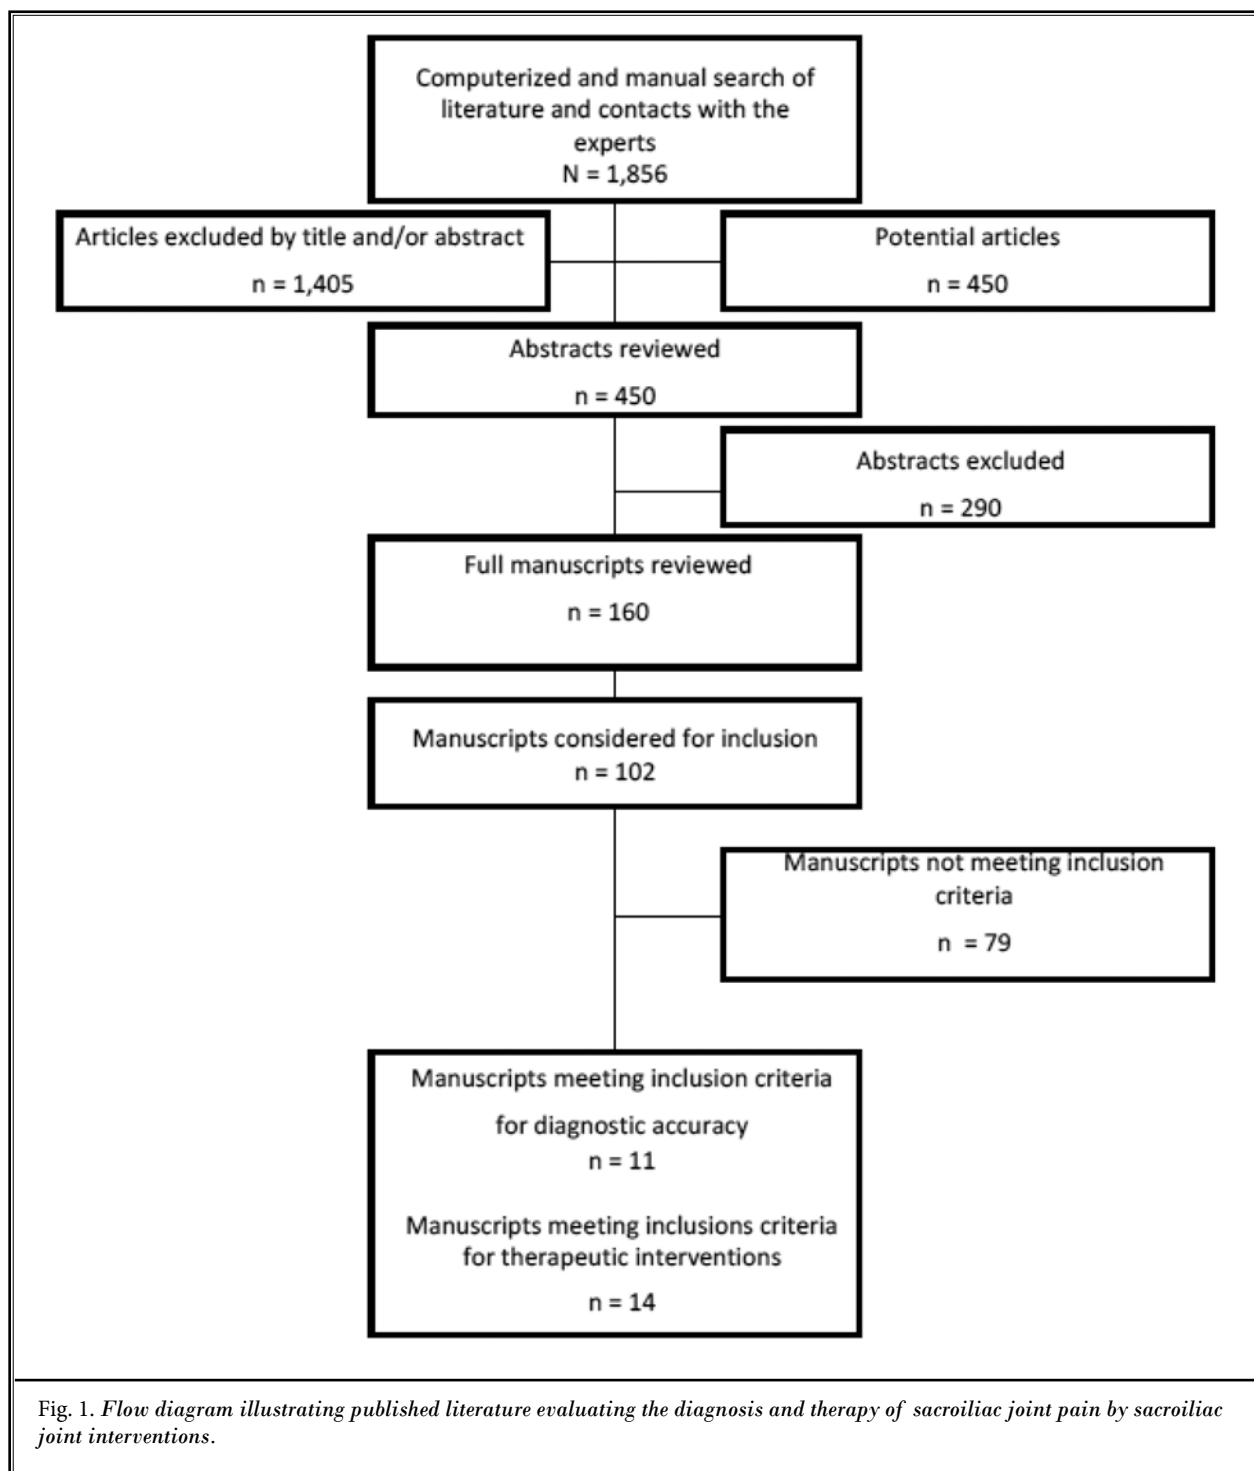 Computerized and manual search of
literature and contacts with the
experts
N = 1,856
Articles excluded by title and/or abstract
n = 1,405
Potential articles
n = 450
Abstracts reviewed
n = 450
Abstracts excluded
n = 290
Full manuscripts reviewed
n = 160
Manuscripts considered for inclusion
n = 102
Manuscripts not meeting inclusion
criteria
n = 79
Manuscripts meeting inclusion criteria
for diagnostic accuracy
n = 11
Manuscripts meeting inclusions criteria
for therapeutic interventions
n = 14
Fig. 1. Flow diagram illustrating published literature evaluating the diagnosis and therapy of sacroiliac joint pain by sacroiliac
joint interventions.